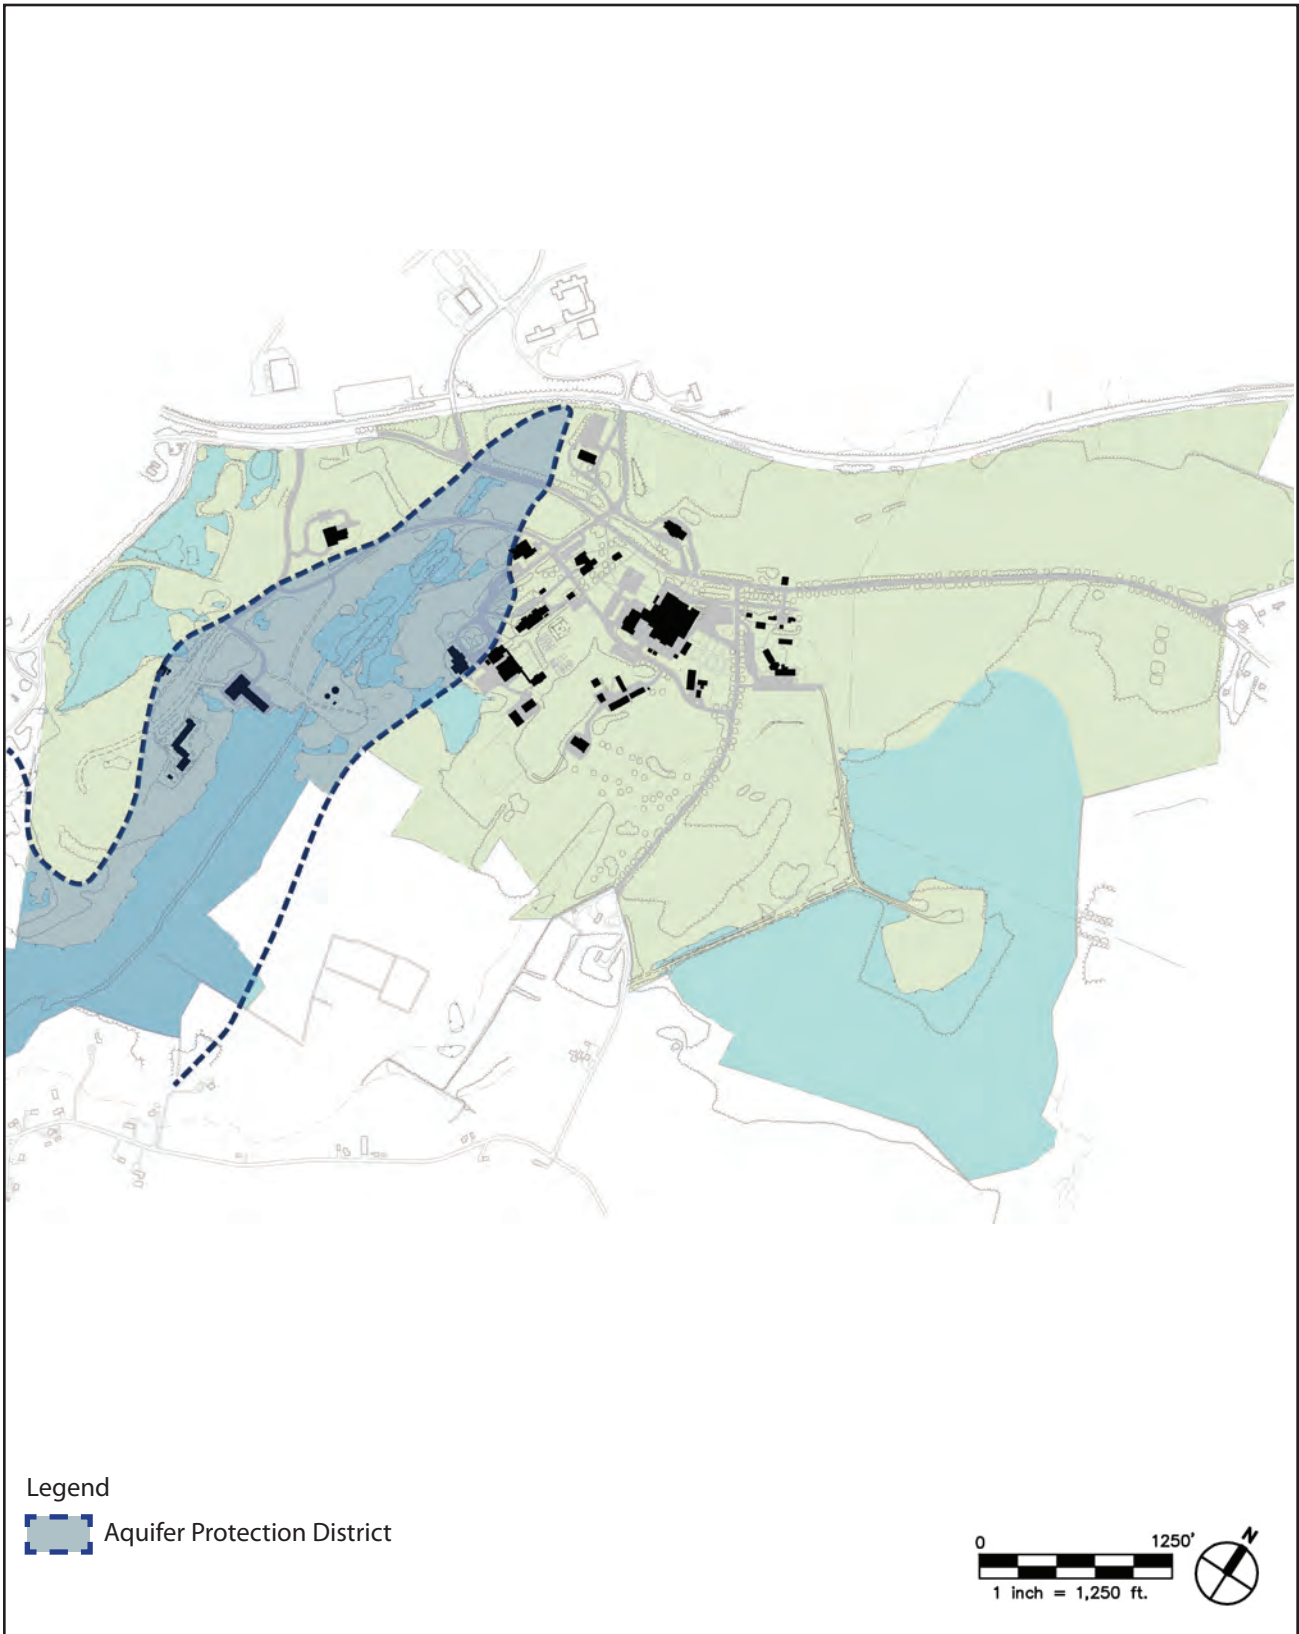 Legend
Aquifer Protection District
0 1250'
1 inch = 1,250 ft.
N